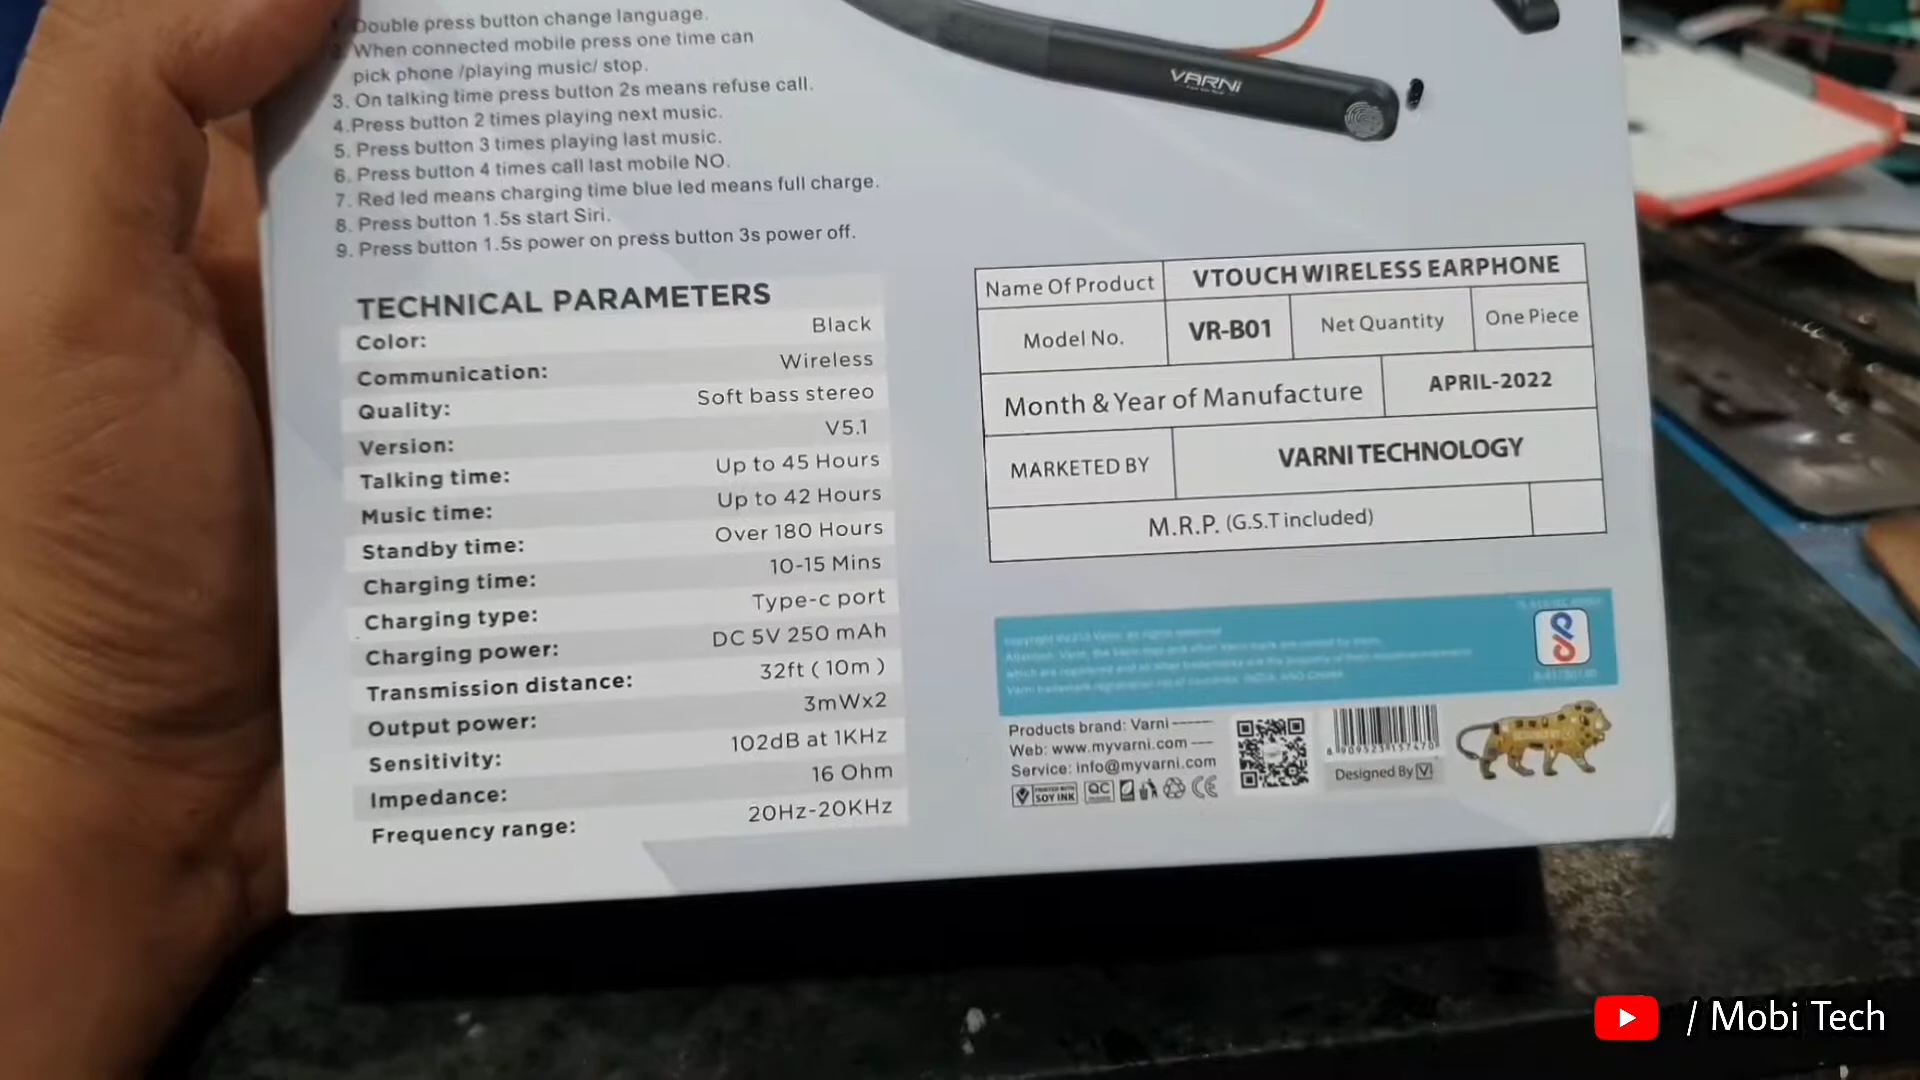 Double press button change language.
When connected mobile press one time can
pick phone /playing music/ stop.
3. On talking time press button 2s means refuse call.
4.Press button 2 times playing next music.
5. Press button 3 times playing last music.
6. Press button 4 times call last mobile NO.
7. Red led means charging time blue led means full charge.
8. Press button 1.5s start Siri.
9. Press button 1.5s power on press button 3s power off.
VARNI
TECHNICAL PARAMETERS
Color: Black
Communication: Wireless
Quality: Soft bass stereo
Version: V5.1
Talking time: Up to 45 Hours
Music time: Up to 42 Hours
Standby time: Over 180 Hours
Charging time: 10-15 Mins
Charging type: Type-c port
Charging power: DC 5V 250 mAh
Transmission distance: 32ft ( 10m )
Output power: 3mWx2
Sensitivity: 102dB at 1KHz
Impedance: 16 Ohm
Frequency range: 20Hz-20KHz
Name Of Product VTOUCH WIRELESS EARPHONE
Model No. VR-B01 Net Quantity One Piece
Month & Year of Manufacture APRIL-2022
MARKETED BY VARNI TECHNOLOGY
M.R.P. (G.S.T included)
Products brand: Varni
Web: www.myvarni.com
Service: info@myvarni.com
PRINTED WITH
SOY INK
QC
8 909523 157470
Designed By V
/ Mobi Tech